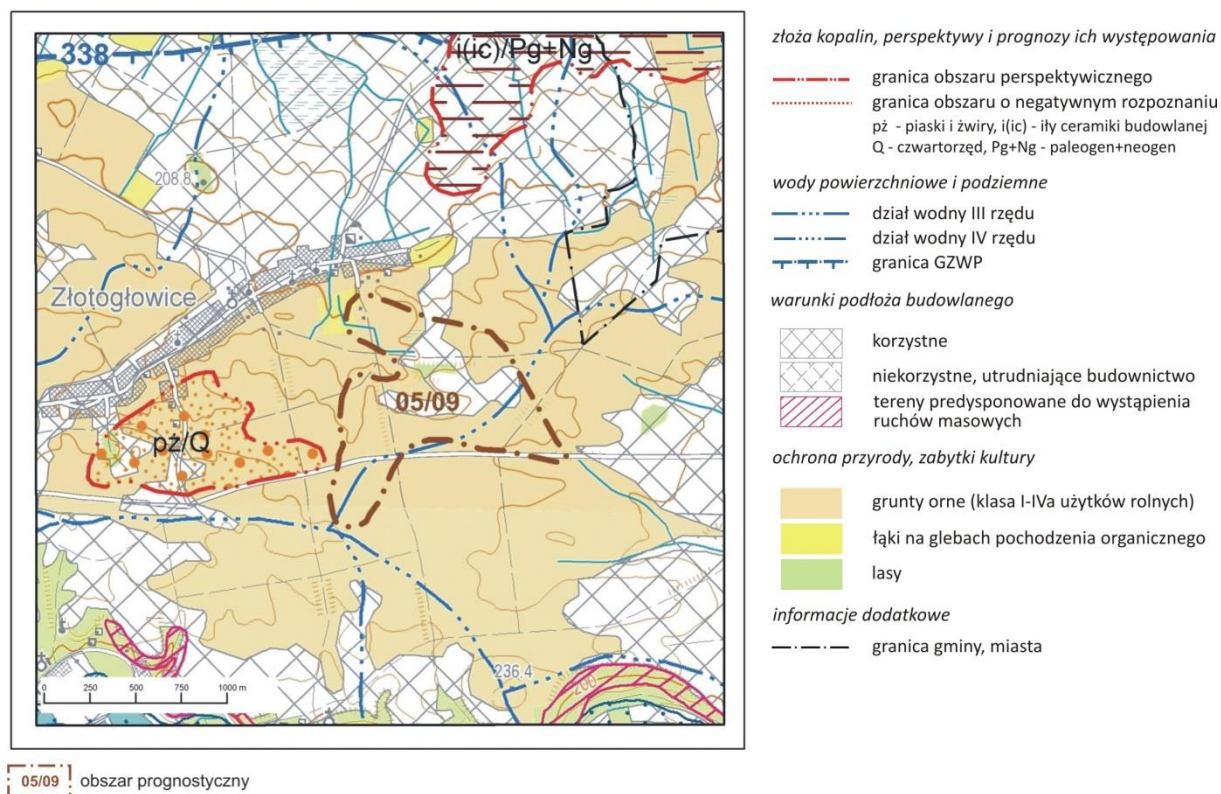 338
i(ic)/Pg+Ng
208.8
Złotogłowice
05/09
pż/Q
236.4
200
0 250 500 1000 m
złoża kopalin, perspektywy i prognozy ich występowania
granica obszaru perspektywicznego
granica obszaru o negatywnym rozpoznaniu
pż - piaski i żwiry, i(ic) - iły ceramiki budowlanej
Q - czwartorzęd, Pg+Ng - paleogen+neogen
wody powierzchniowe i podziemne
dział wodny III rzędu
dział wodny IV rzędu
granica GZWP
warunki podłoża budowlanego
korzystne
niekorzystne, utrudniające budownictwo
tereny predysponowane do wystąpienia
ruchów masowych
ochrona przyrody, zabytki kultury
grunty orne (klasa I-IVa użytków rolnych)
łąki na glebach pochodzenia organicznego
lasy
informacje dodatkowe
granica gminy, miasta
05/09 obszar prognostyczny